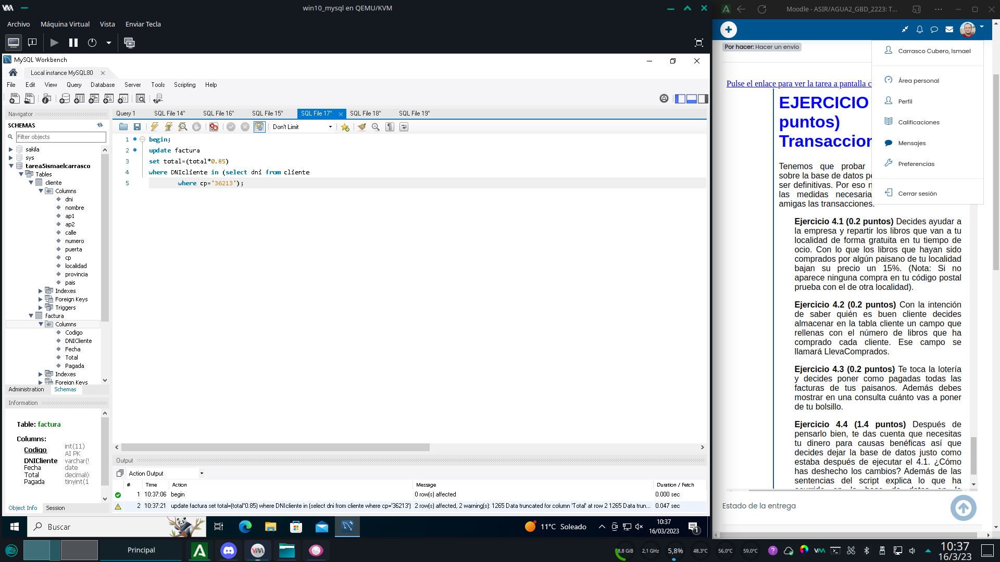 win10_mysql en QEMU/KVM
Archivo Máquina Virtual Vista Enviar Tecla
MySQL Workbench
Local instance MySQL80
File Edit View Query Database Server Tools Scripting Help
Navigator
SCHEMAS
Filter objects
sakila
sys
tarea5ismaelcarrasco
Tables
cliente
Columns
dni
nombre
ap1
ap2
calle
numero
puerta
cp
localidad
provincia
pais
Indexes
Foreign Keys
Triggers
factura
Columns
Codigo
DNICliente
Fecha
Total
Pagada
Indexes
Foreign Keys
Administration Schemas
Information
Table: factura
Columns:
Codigo int(11)
AI PK
DNICliente varchar(9
Fecha date
Total decimal(
Pagada tinyint(1
Object Info Session
Query 1 SQL File 14* SQL File 16* SQL File 15* SQL File 17* SQL File 18* SQL File 19*
Don't Limit
1 begin;
2 update factura
3 set total=(total*0.85)
4 where DNIcliente in (select dni from cliente
5 where cp='36213');
Output
Action Output
# Time Action Message Duration / Fetch
1 10:37:06 begin 0 row(s) affected 0.000 sec
2 10:37:21 update factura set total=(total*0.85) where DNIcliente in (select dni from cliente where cp='36213') 2 row(s) affected, 2 warning(s): 1265 Data truncated for column 'Total' at row 2 1265 Data trun... 0.047 sec
Buscar
11°C Soleado
10:37
16/03/2023
1
Moodle - ASIR/AGUA2_GBD_2223: T...
Por hacer: Hacer un envío
Carrasco Cubero, Ismael
Área personal
Perfil
Calificaciones
Mensajes
Preferencias
Cerrar sesión
Pulse el enlace para ver la tarea a pantalla c
EJERCICIO
puntos)
Transaccion
Tenemos que probar
sobre la base de datos pe
ser definitivas. Por eso n
las medidas necesaria
amigas las transacciones.
Ejercicio 4.1 (0.2 puntos) Decides ayudar a
la empresa y repartir los libros que van a tu
localidad de forma gratuita en tu tiempo de
ocio. Con lo que los libros que hayan sido
comprados por algún paisano de tu localidad
bajan su precio un 15%. (Nota: Si no
aparece ninguna compra en tu código postal
prueba con el de otra localidad).
Ejercicio 4.2 (0.2 puntos) Con la intención
de saber quién es buen cliente decides
almacenar en la tabla cliente un campo que
rellenas con el número de libros que ha
comprado cada cliente. Ese campo se
llamará LlevaComprados.
Ejercicio 4.3 (0.2 puntos) Te toca la lotería
y decides poner como pagadas todas las
facturas de tus paisanos. Además debes
mostrar en una consulta cuánto vas a poner
de tu bolsillo.
Ejercicio 4.4 (1.4 puntos) Después de
pensarlo bien, te das cuenta que necesitas
tu dinero para causas benéficas así que
decides dejar la base de datos justo como
estaba después de ejecutar el 4.1. ¿Cómo
has deshecho los cambios? Además de las
sentencias del script explica lo que ha
Estado de la entrega
Principal
8,8 GiB 2,1 GHz 5,8% 48,3°C 56,0°C 59,0°C
10:37
16/3/23